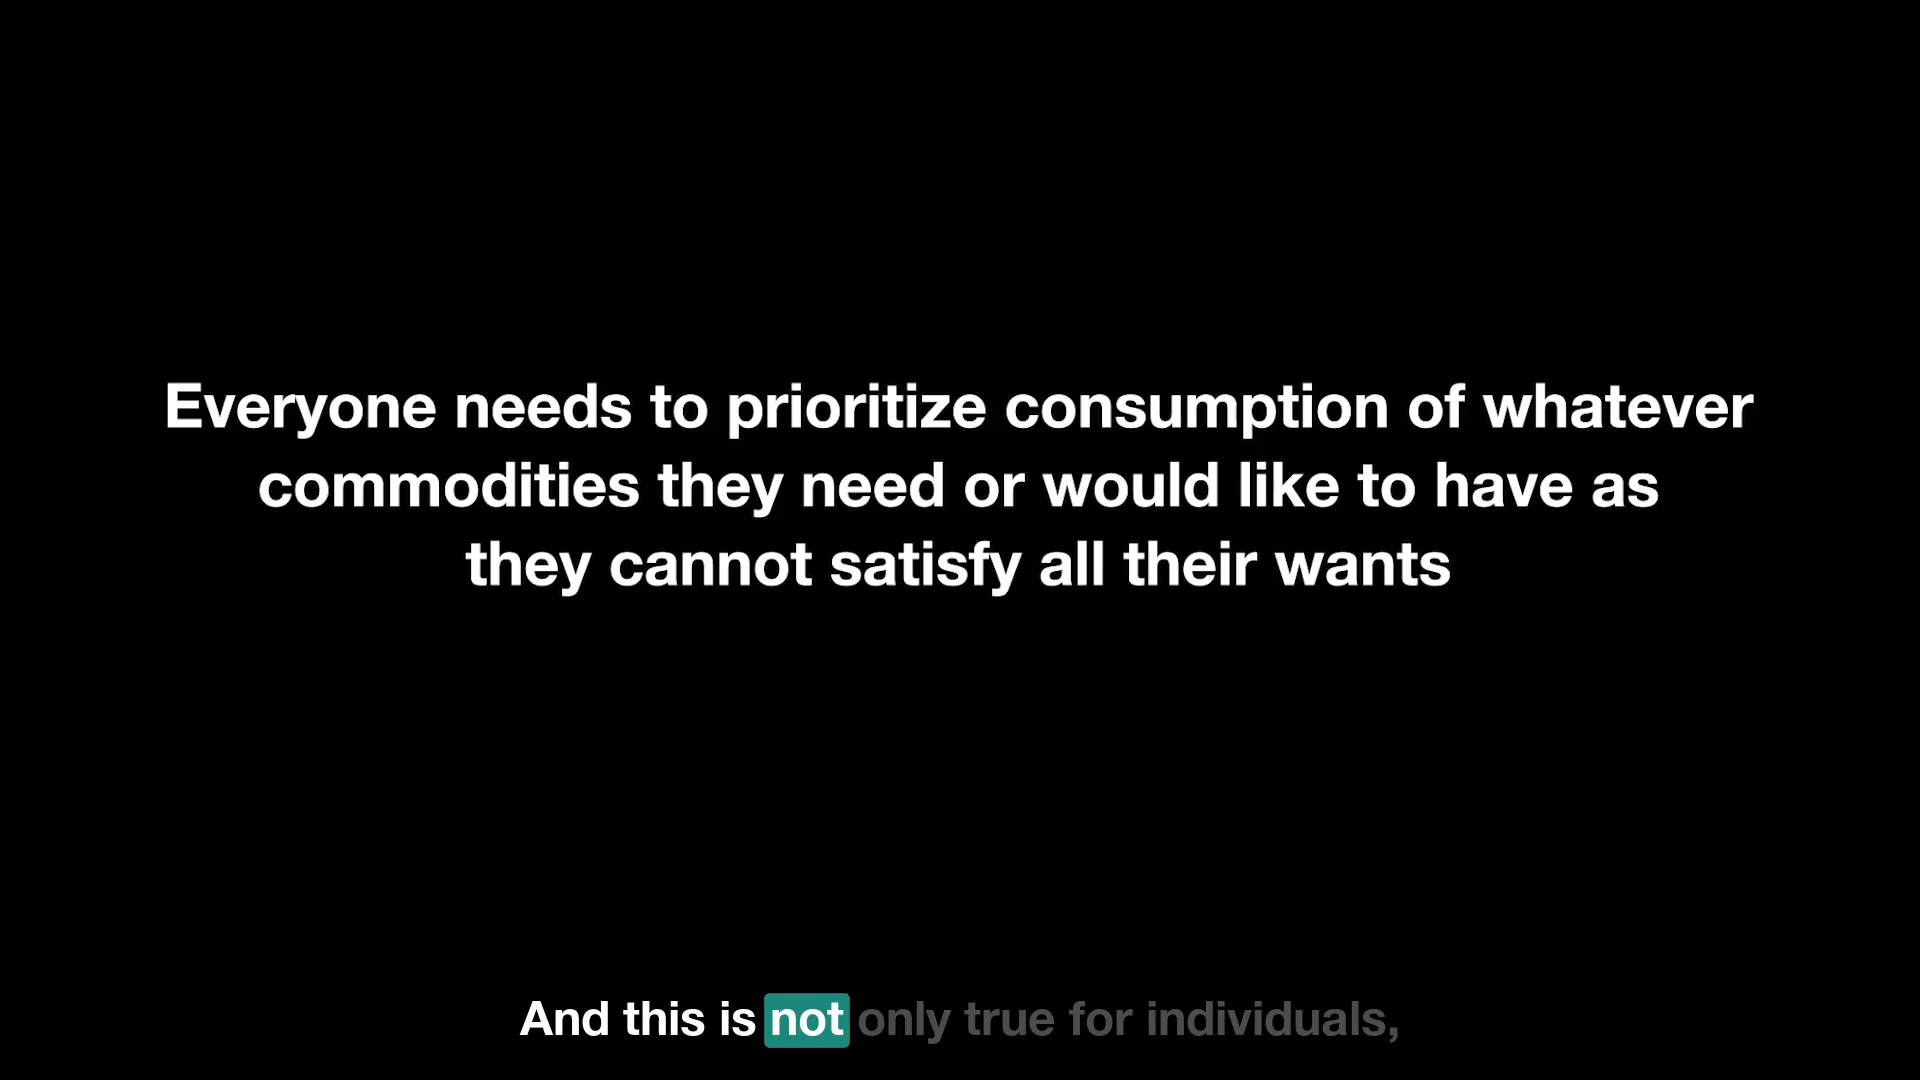 Everyone needs to prioritize consumption of whatever
commodities they need or would like to have as
they cannot satisfy all their wants
And this is not only true for individuals,